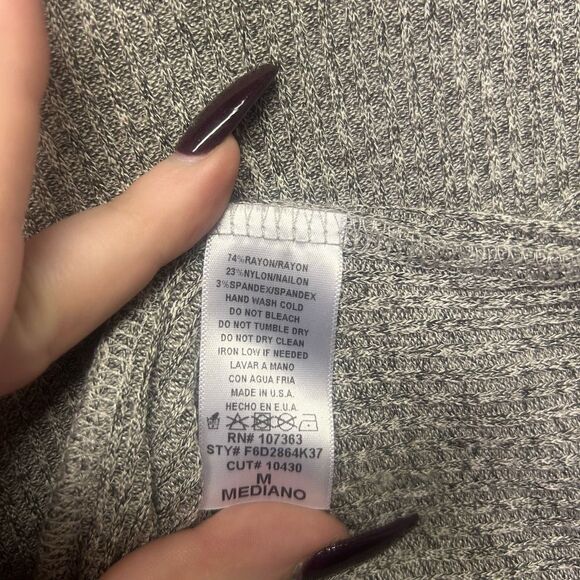 74%RAYON/RAYON
23%NYLON/NAILON
3%SPANDEX/SPANDEX
HAND WASH COLD
DO NOT BLEACH
DO NOT TUMBLE DRY
DO NOT DRY CLEAN
IRON LOW IF NEEDED
LAVAR A MANO
CON AGUA FRIA
MADE IN U.S.A.
HECHO EN E.U.A.
RN# 107363
STY# F6D2864K37
CUT# 10430
M
MEDIANO